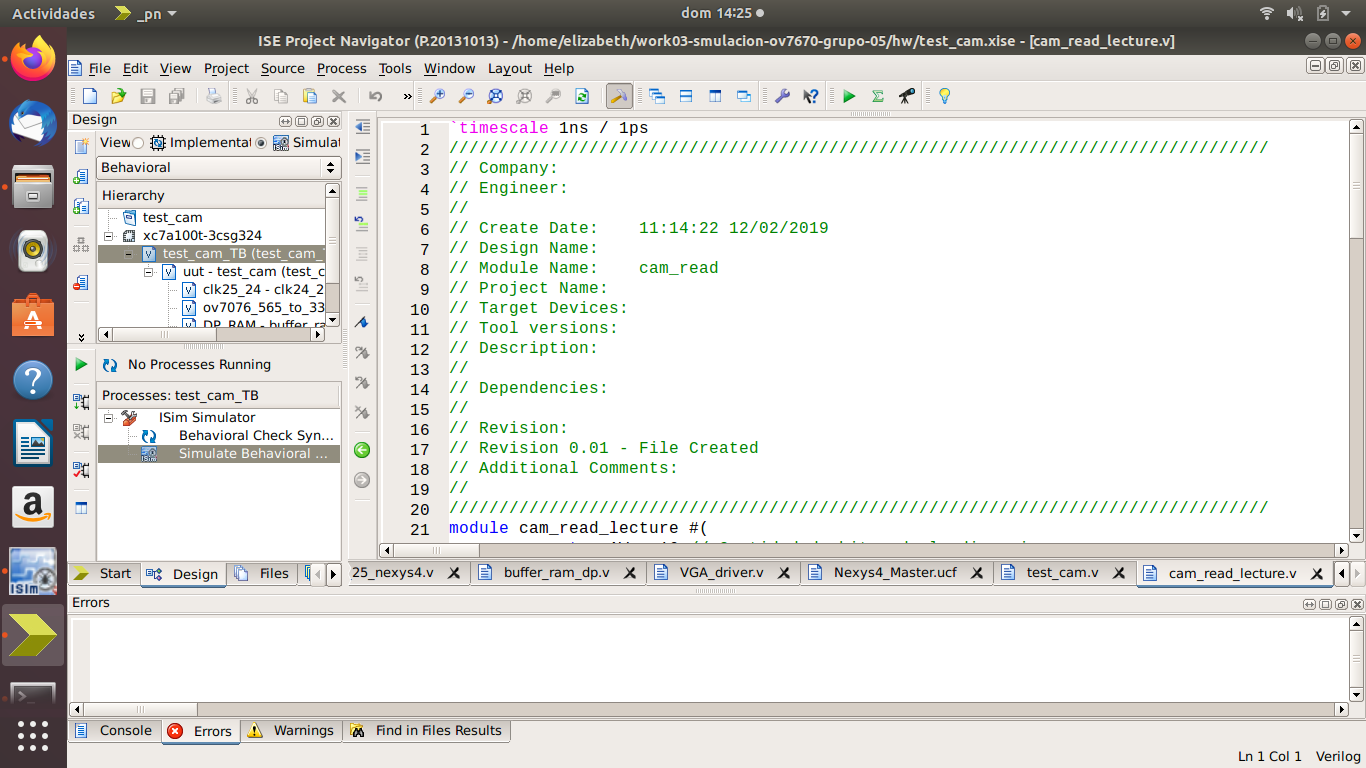 Actividades _pn dom 14:25
ISE Project Navigator (P.20131013) - /home/elizabeth/work03-smulacion-ov7670-grupo-05/hw/test_cam.xise - [cam_read_lecture.v]
File Edit View Project Source Process Tools Window Layout Help
Design
View: Implementat Simulat
Behavioral
Hierarchy
test_cam
xc7a100t-3csg324
test_cam_TB (test_cam_
uut - test_cam (test_c
clk25_24 - clk24_2
ov7076_565_to_33
DP_RAM - buffer_ra
No Processes Running
Processes: test_cam_TB
ISim Simulator
Behavioral Check Syn...
Simulate Behavioral ...
Start Design Files
1 `timescale 1ns / 1ps
2 //////////////////////////////////////////////////////////////////////////////////
3 // Company:
4 // Engineer:
5 //
6 // Create Date:    11:14:22 12/02/2019
7 // Design Name:
8 // Module Name:    cam_read
9 // Project Name:
10 // Target Devices:
11 // Tool versions:
12 // Description:
13 //
14 // Dependencies:
15 //
16 // Revision:
17 // Revision 0.01 - File Created
18 // Additional Comments:
19 //
20 //////////////////////////////////////////////////////////////////////////////////
21 module cam_read_lecture #(
25_nexys4.v buffer_ram_dp.v VGA_driver.v Nexys4_Master.ucf test_cam.v cam_read_lecture.v
Errors
Console Errors Warnings Find in Files Results
Ln 1 Col 1 Verilog